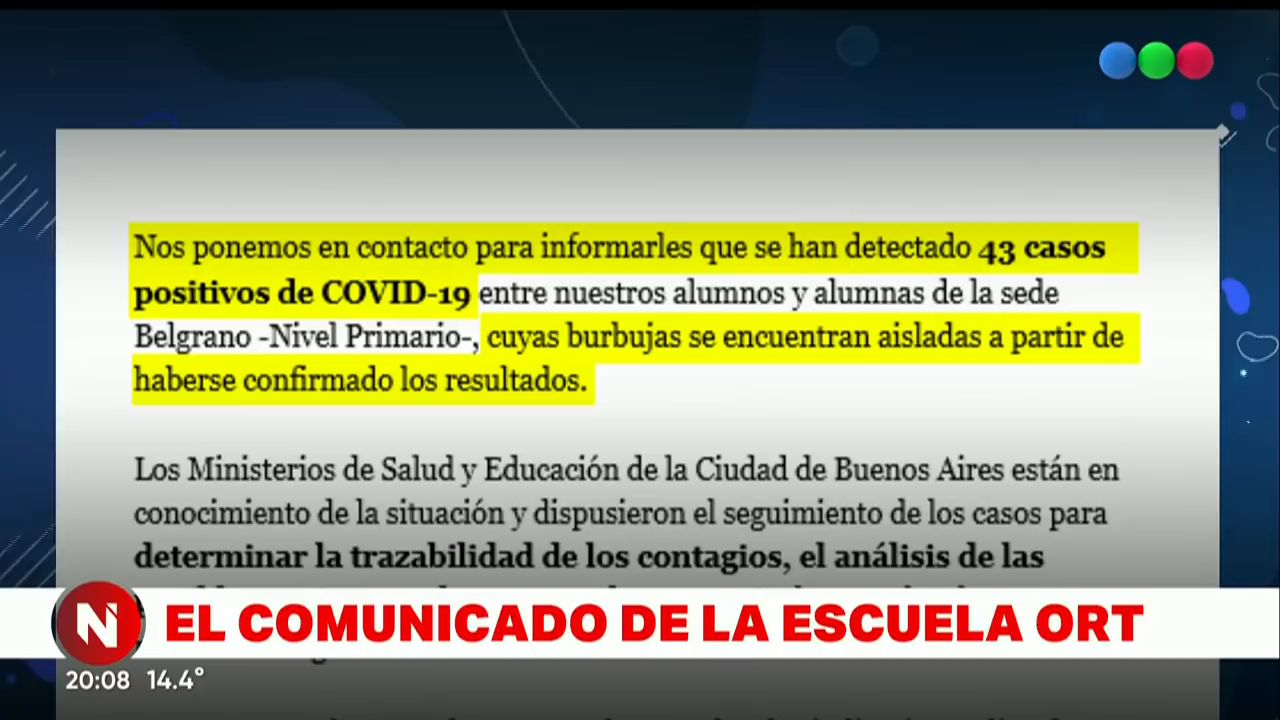 Nos ponemos en contacto para informarles que se han detectado 43 casos
positivos de COVID-19 entre nuestros alumnos y alumnas de la sede
Belgrano -Nivel Primario-, cuyas burbujas se encuentran aisladas a partir de
haberse confirmado los resultados.
Los Ministerios de Salud y Educación de la Ciudad de Buenos Aires están en
conocimiento de la situación y dispusieron el seguimiento de los casos para
determinar la trazabilidad de los contagios, el análisis de las
N EL COMUNICADO DE LA ESCUELA ORT
20:08 14.4°